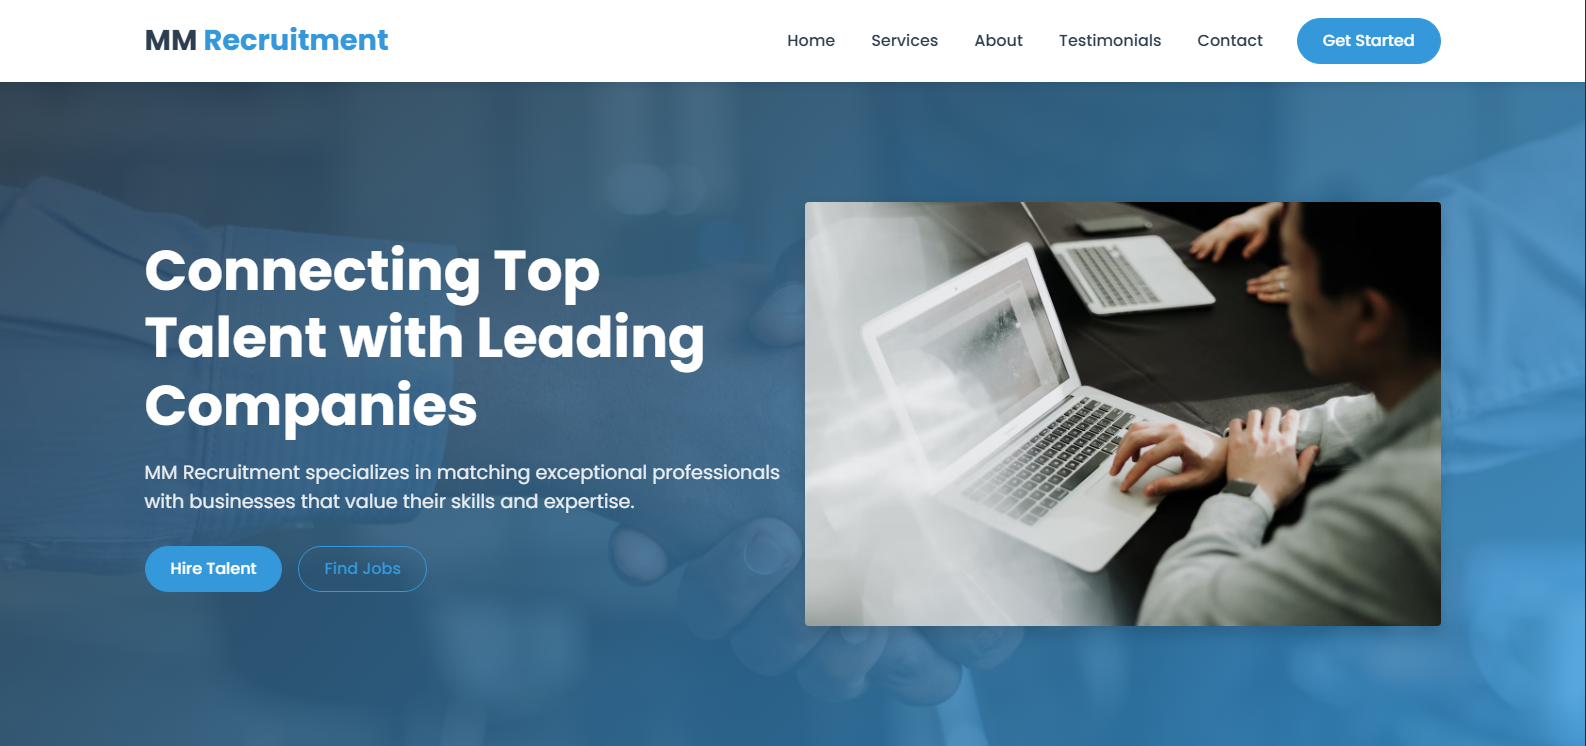 MM Recruitment
Home Services About Testimonials Contact Get Started
Connecting Top
Talent with Leading
Companies
MM Recruitment specializes in matching exceptional professionals
with businesses that value their skills and expertise.
Hire Talent Find Jobs